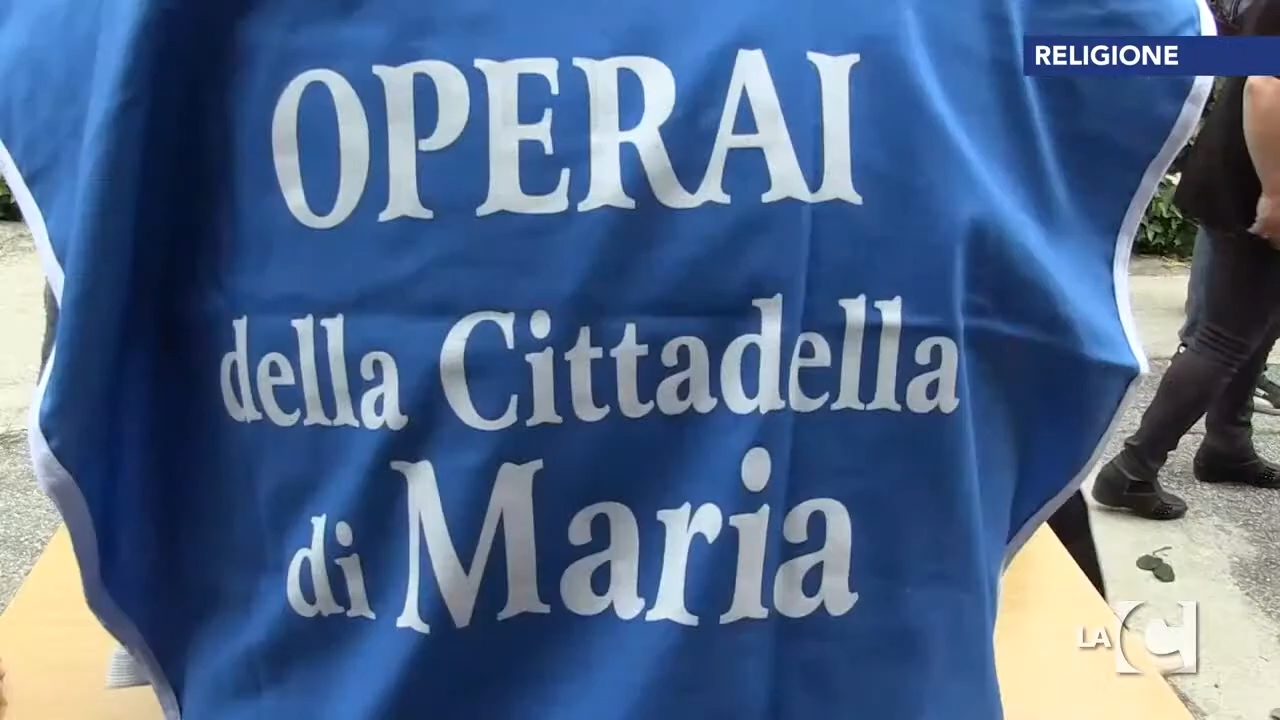 RELIGIONE
OPERAI
della Cittadella
di Maria
LA C